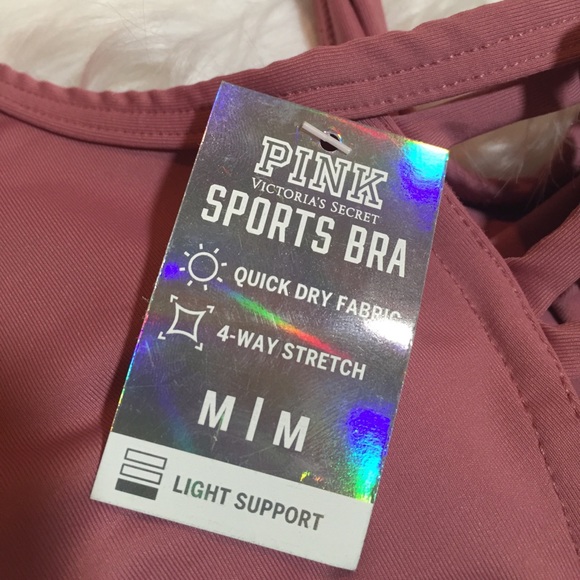 PINK
VICTORIA'S SECRET
SPORTS BRA
QUICK DRY FABRIC
4-WAY STRETCH
M | M
LIGHT SUPPORT